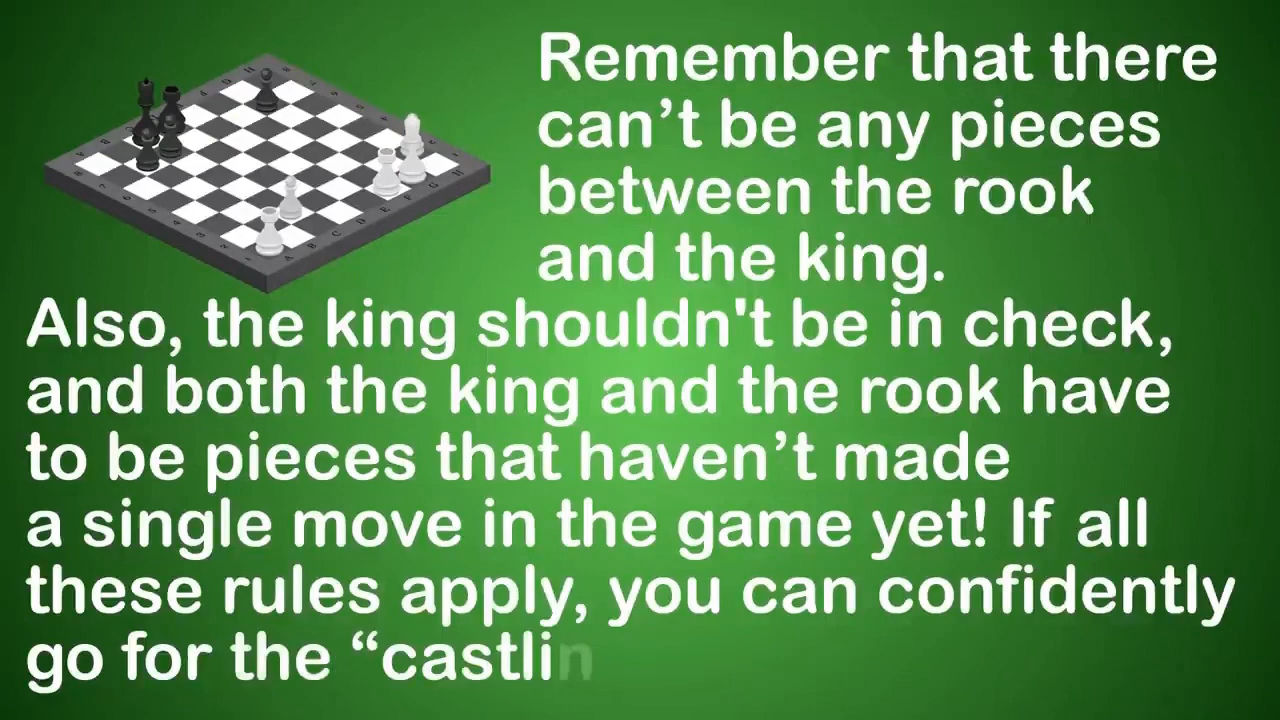 Remember that there
can’t be any pieces
between the rook
and the king.
Also, the king shouldn't be in check,
and both the king and the rook have
to be pieces that haven’t made
a single move in the game yet! If all
these rules apply, you can confidently
go for the “castlin